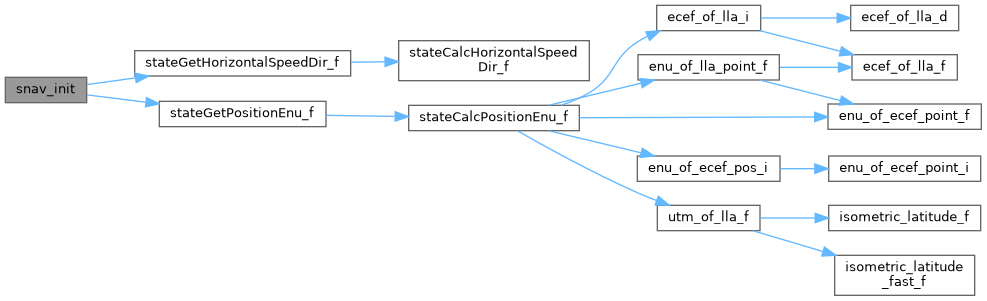 snav_init
stateGetHorizontalSpeedDir_f
stateGetPositionEnu_f
stateCalcHorizontalSpeed
Dir_f
stateCalcPositionEnu_f
ecef_of_lla_i
enu_of_lla_point_f
enu_of_ecef_pos_i
utm_of_lla_f
ecef_of_lla_d
ecef_of_lla_f
enu_of_ecef_point_f
enu_of_ecef_point_i
isometric_latitude_f
isometric_latitude
_fast_f